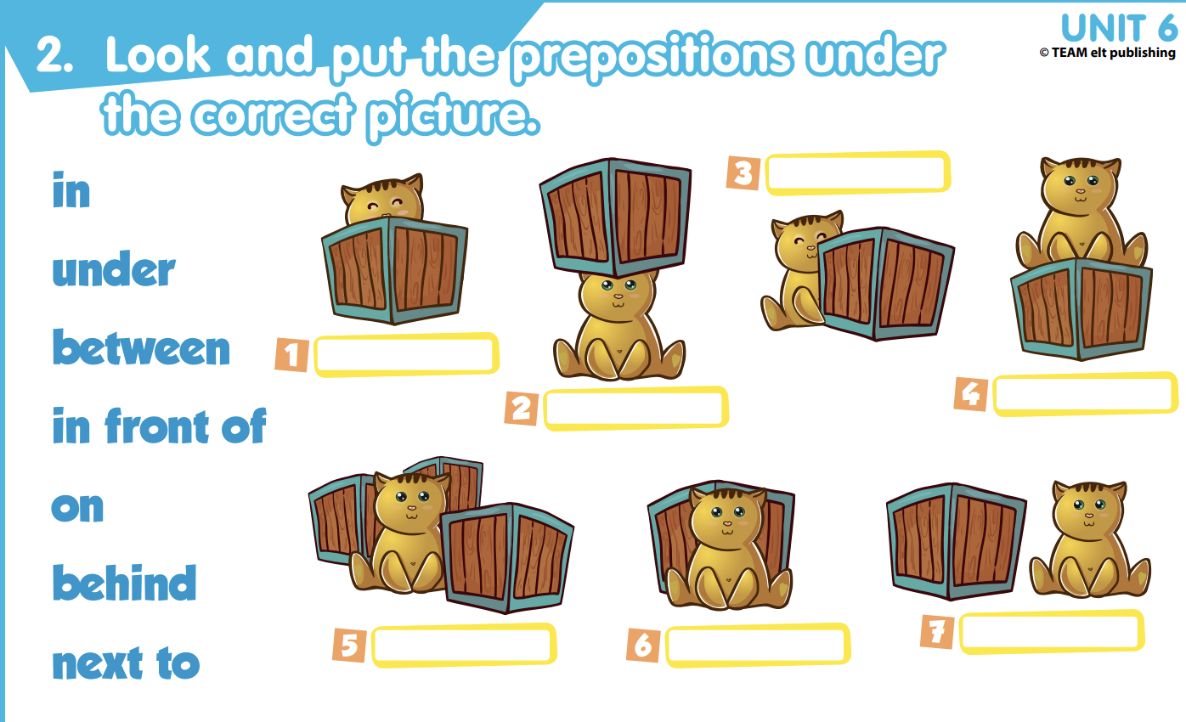 UNIT 6
© TEAM elt publishing
2. Look and put the prepositions under
the correct picture.
in
under
between
in front of
on
behind
next to
1
2
3
4
5
6
7